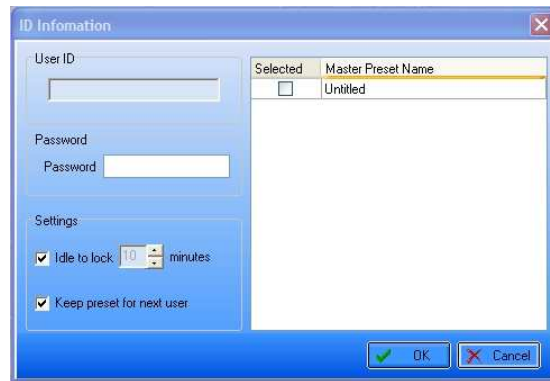 ID Infomation
User ID
Password
Password
Settings
Idle to lock 10 minutes
Keep preset for next user
Selected Master Preset Name
Untitled
OK Cancel